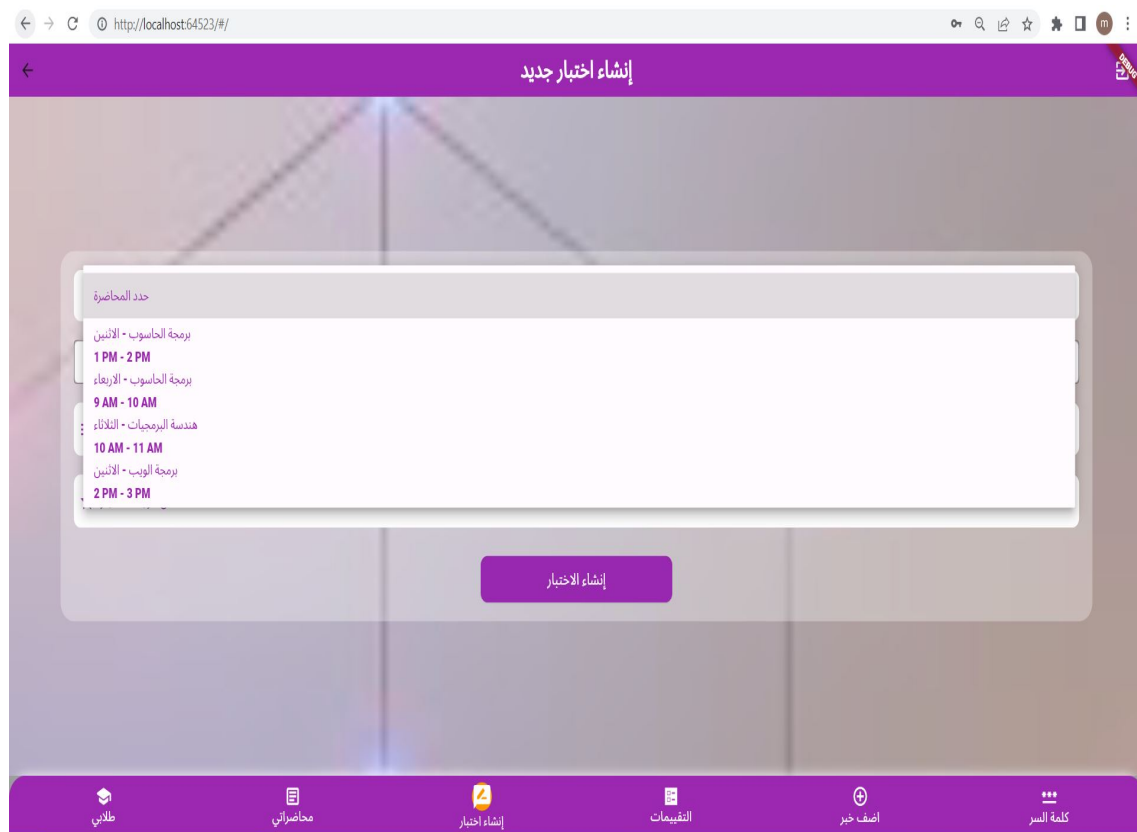 http://localhost:64523/#/
m
إنشاء اختبار جديد
DEBUG
حدد المحاضرة
برمجة الحاسوب - الاثنين
1 PM - 2 PM
برمجة الحاسوب - الاربعاء
9 AM - 10 AM
هندسة البرمجيات - الثلاثاء
10 AM - 11 AM
برمجة الويب - الاثنين
2 PM - 3 PM
إنشاء الاختبار
كلمة السر
اضف خبر
التقييمات
إنشاء اختبار
محاضراتي
طلابي